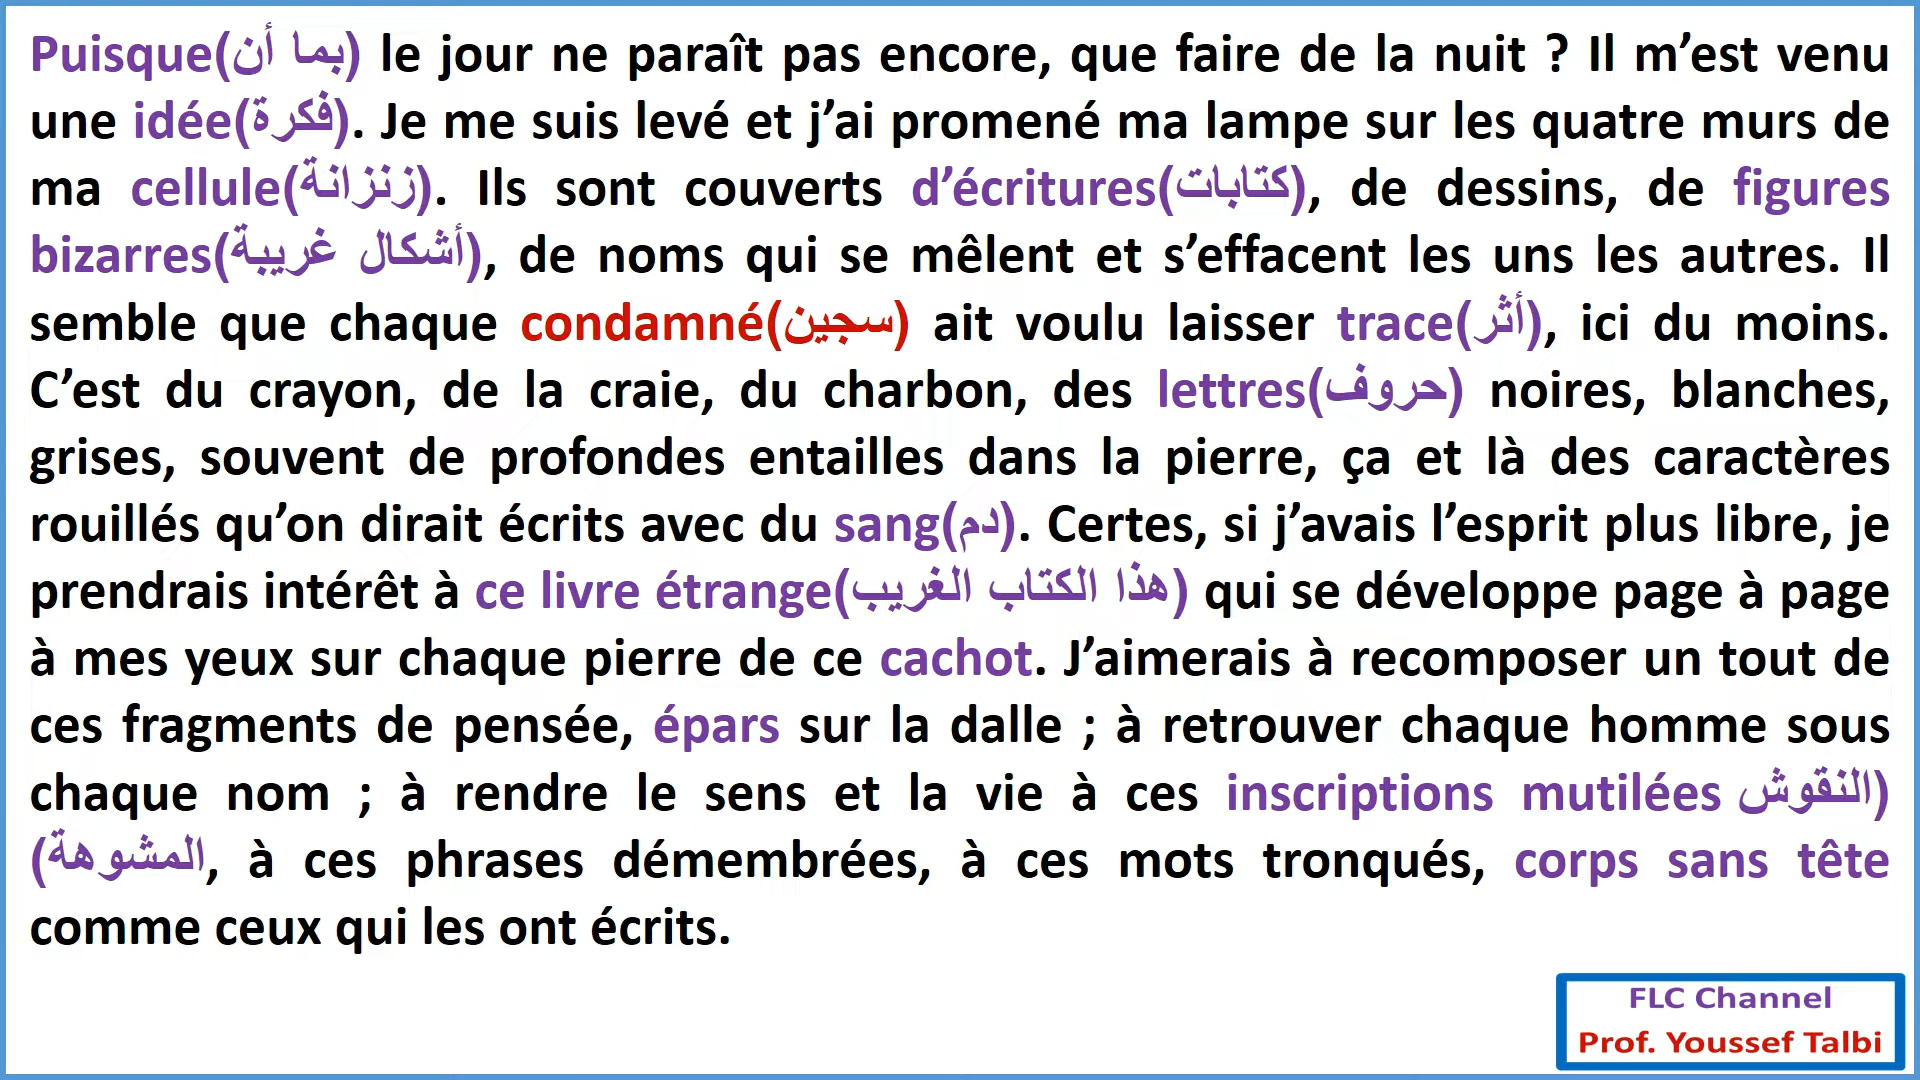 Puisque(بما أن) le jour ne paraît pas encore, que faire de la nuit ? Il m’est venu
une idée(فكرة). Je me suis levé et j’ai promené ma lampe sur les quatre murs de
ma cellule(زنزانة). Ils sont couverts d’écritures(كتابات), de dessins, de figures
bizarres(أشكال غريبة), de noms qui se mêlent et s’effacent les uns les autres. Il
semble que chaque condamné(سجين) ait voulu laisser trace(أثر), ici du moins.
C’est du crayon, de la craie, du charbon, des lettres(حروف) noires, blanches,
grises, souvent de profondes entailles dans la pierre, ça et là des caractères
rouillés qu’on dirait écrits avec du sang(دم). Certes, si j’avais l’esprit plus libre, je
prendrais intérêt à ce livre étrange(هذا الكتاب الغريب) qui se développe page à page
à mes yeux sur chaque pierre de ce cachot. J’aimerais à recomposer un tout de
ces fragments de pensée, épars sur la dalle ; à retrouver chaque homme sous
chaque nom ; à rendre le sens et la vie à ces inscriptions mutilées (النقوش
المشوهة), à ces phrases démembrées, à ces mots tronqués, corps sans tête
comme ceux qui les ont écrits.
FLC Channel
Prof. Youssef Talbi